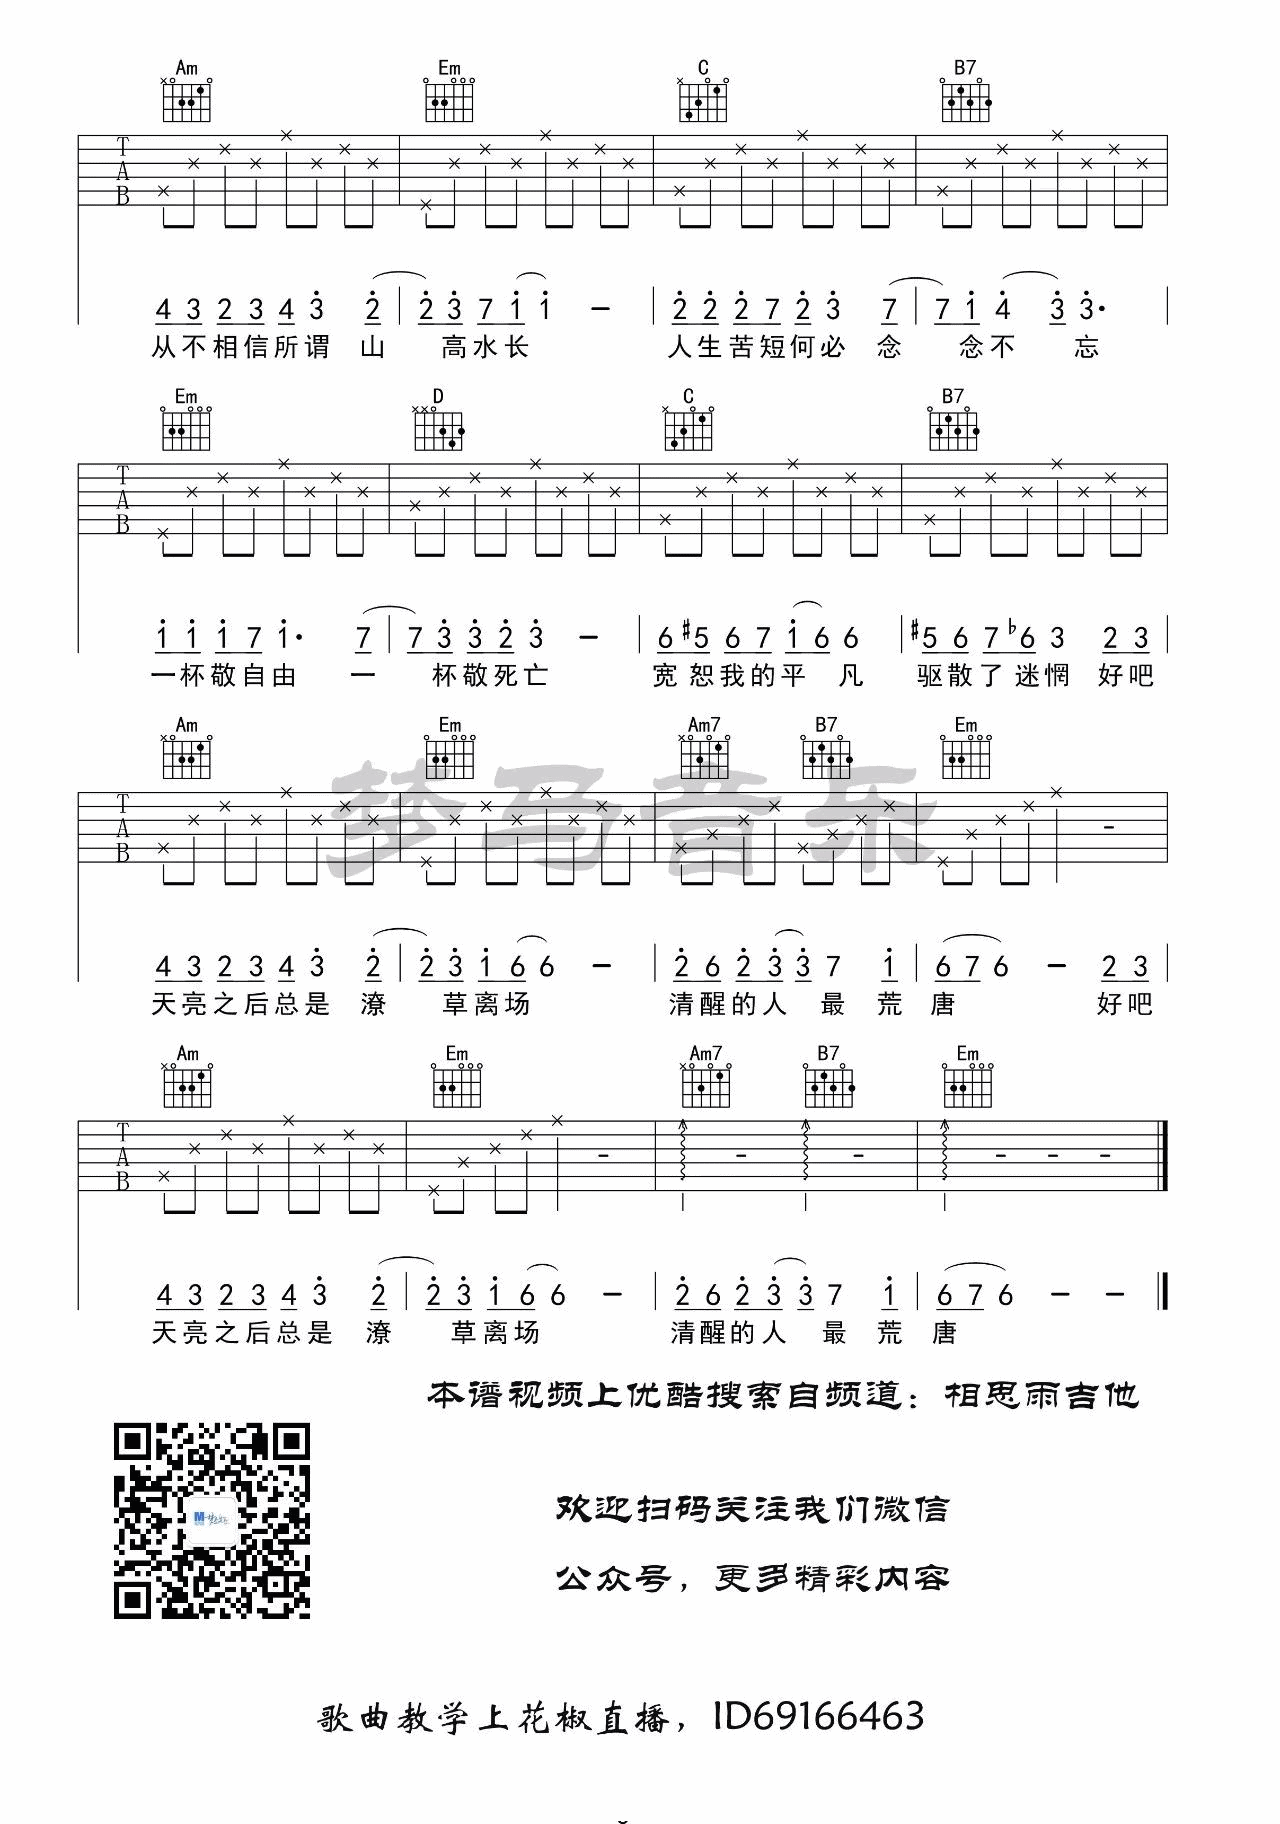 Am Em C B7
T
A
B
4 3 2 3 4 3 2 2 3 7 1 1 – 2 2 2 7 2 3 7 7 1 4 3 3·
从不相信所谓 山 高水长 人生苦短何必 念 念不 忘
Em D C B7
T
A
B
1 1 1 7 1· 7 7 3 3 2 3 – 6 #5 6 7 1 6 6 #5 6 7 b6 3 2 3
一杯敬自由 一 杯敬死亡 宽 恕我的平 凡 驱散了 迷惘 好吧
Am Em Am7 B7 Em
梦马音乐
T
A
B
4 3 2 3 4 3 2 2 3 1 6 6 – 2 6 2 3 3 7 1 6 7 6 – 2 3
天亮之后总是 潦 草离场 清醒的人 最 荒 唐 好吧
Am Em Am7 B7 Em
T
A
B
4 3 2 3 4 3 2 2 3 1 6 6 – 2 6 2 3 3 7 1 6 7 6 – –
天亮之后总是 潦 草离场 清醒的人 最 荒 唐
本谱视频上优酷搜索自频道：相思雨吉他
欢迎扫码关注我们微信
公众号，更多精彩内容
歌曲教学上花椒直播，ID69166463